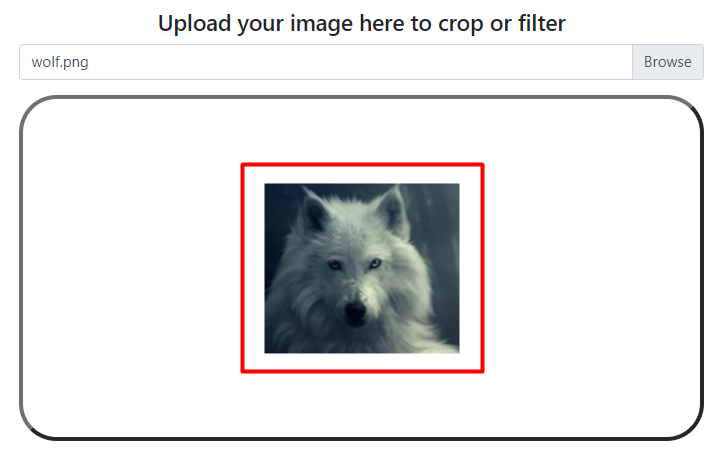 Upload your image here to crop or filter
wolf.png Browse